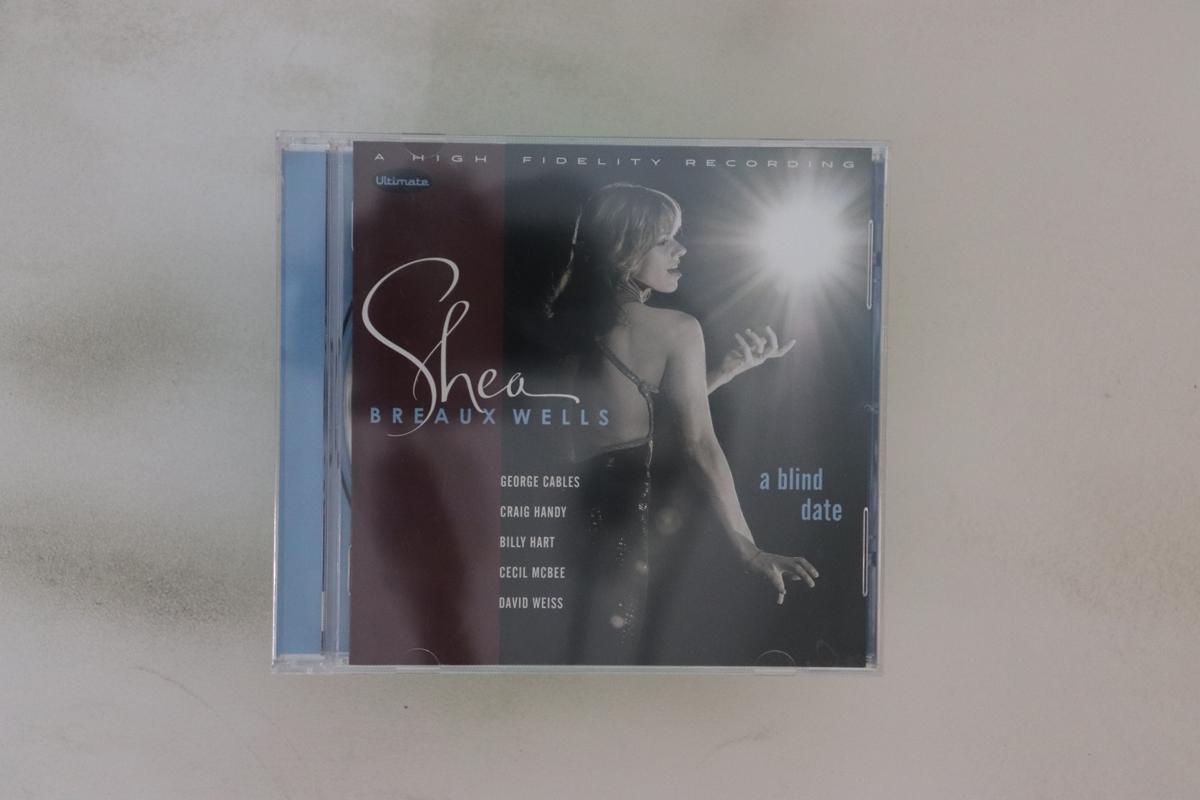 A HIGH FIDELITY RECORDING
Ultimate
Shea
BREAUX WELLS
GEORGE CABLES
CRAIG HANDY
BILLY HART
CECIL MCBEE
DAVID WEISS
a blind
date